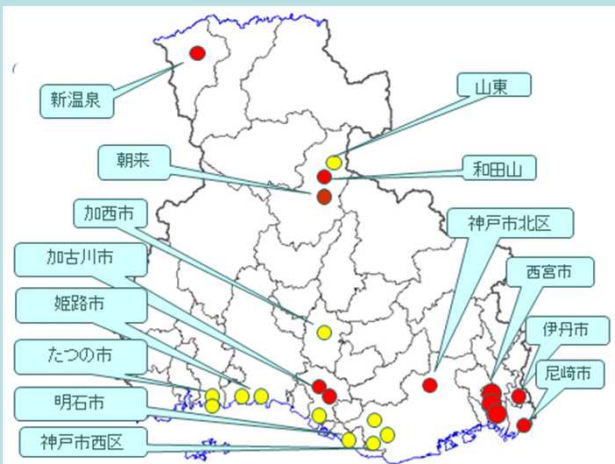 新温泉
山東
朝来
和田山
加西市
神戸市北区
加古川市
西宮市
姫路市
伊丹市
たつの市
尼崎市
明石市
神戸市西区